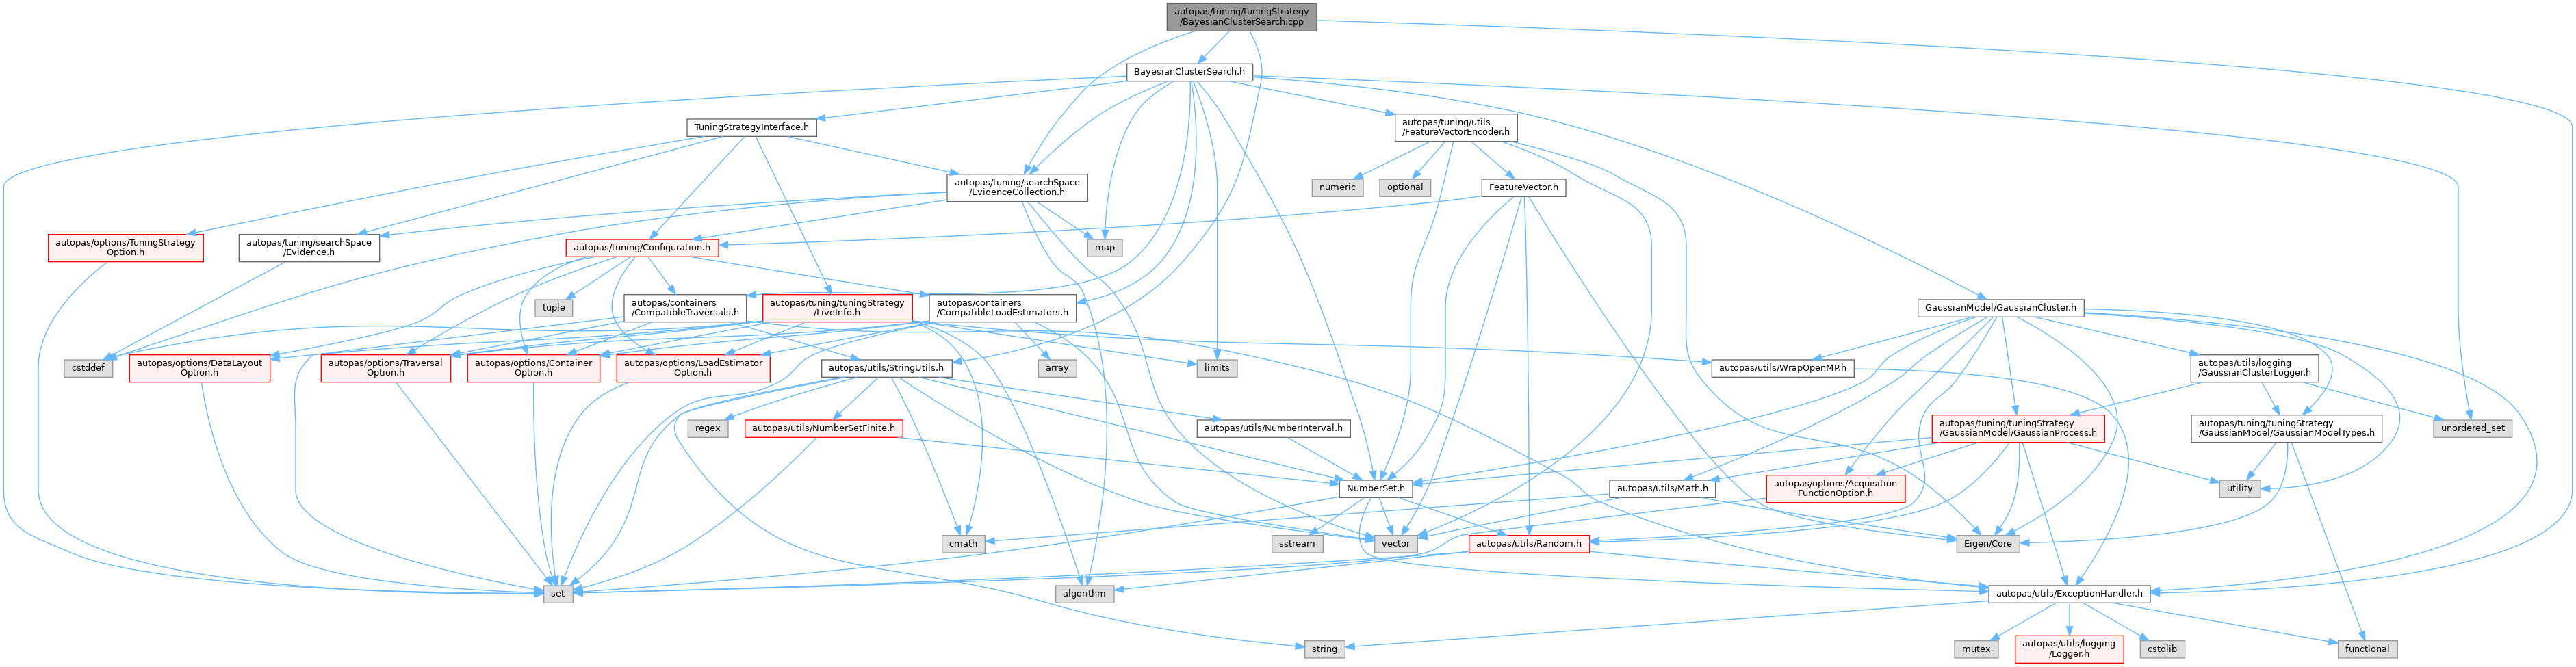 autopas/tuning/tuningStrategy
/BayesianClusterSearch.cpp
BayesianClusterSearch.h
TuningStrategyInterface.h
autopas/tuning/utils
/FeatureVectorEncoder.h
autopas/tuning/searchSpace
/EvidenceCollection.h
numeric
optional
FeatureVector.h
autopas/options/TuningStrategy
Option.h
autopas/tuning/searchSpace
/Evidence.h
autopas/tuning/Configuration.h
map
tuple
autopas/containers
/CompatibleTraversals.h
autopas/tuning/tuningStrategy
/LiveInfo.h
autopas/containers
/CompatibleLoadEstimators.h
GaussianModel/GaussianCluster.h
cstddef
autopas/options/DataLayout
Option.h
autopas/options/Traversal
Option.h
autopas/options/Container
Option.h
autopas/options/LoadEstimator
Option.h
autopas/utils/StringUtils.h
array
limits
autopas/utils/WrapOpenMP.h
autopas/utils/logging
/GaussianClusterLogger.h
regex
autopas/utils/NumberSetFinite.h
autopas/utils/NumberInterval.h
autopas/tuning/tuningStrategy
/GaussianModel/GaussianProcess.h
autopas/tuning/tuningStrategy
/GaussianModel/GaussianModelTypes.h
unordered_set
NumberSet.h
autopas/utils/Math.h
autopas/options/Acquisition
FunctionOption.h
utility
cmath
sstream
vector
autopas/utils/Random.h
Eigen/Core
set
algorithm
autopas/utils/ExceptionHandler.h
string
mutex
autopas/utils/logging
/Logger.h
cstdlib
functional